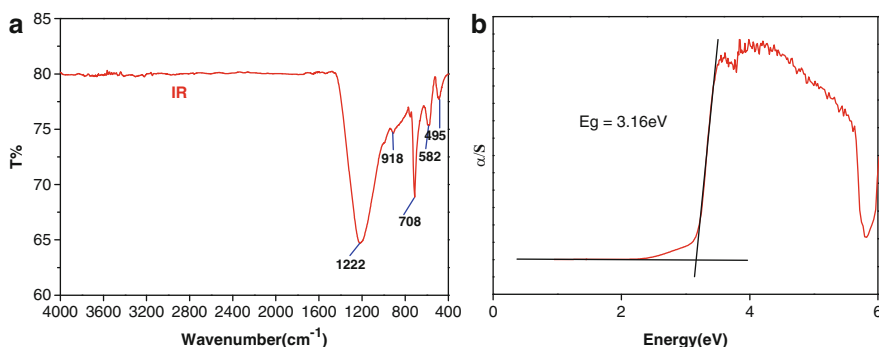 a
85
80
75
70
65
60
T%
IR
1222
918
708
582
495
4000 3600 3200 2800 2400 2000 1600 1200 800 400
Wavenumber(cm⁻¹)
b
α/S
Eg = 3.16eV
0 2 4 6
Energy(eV)